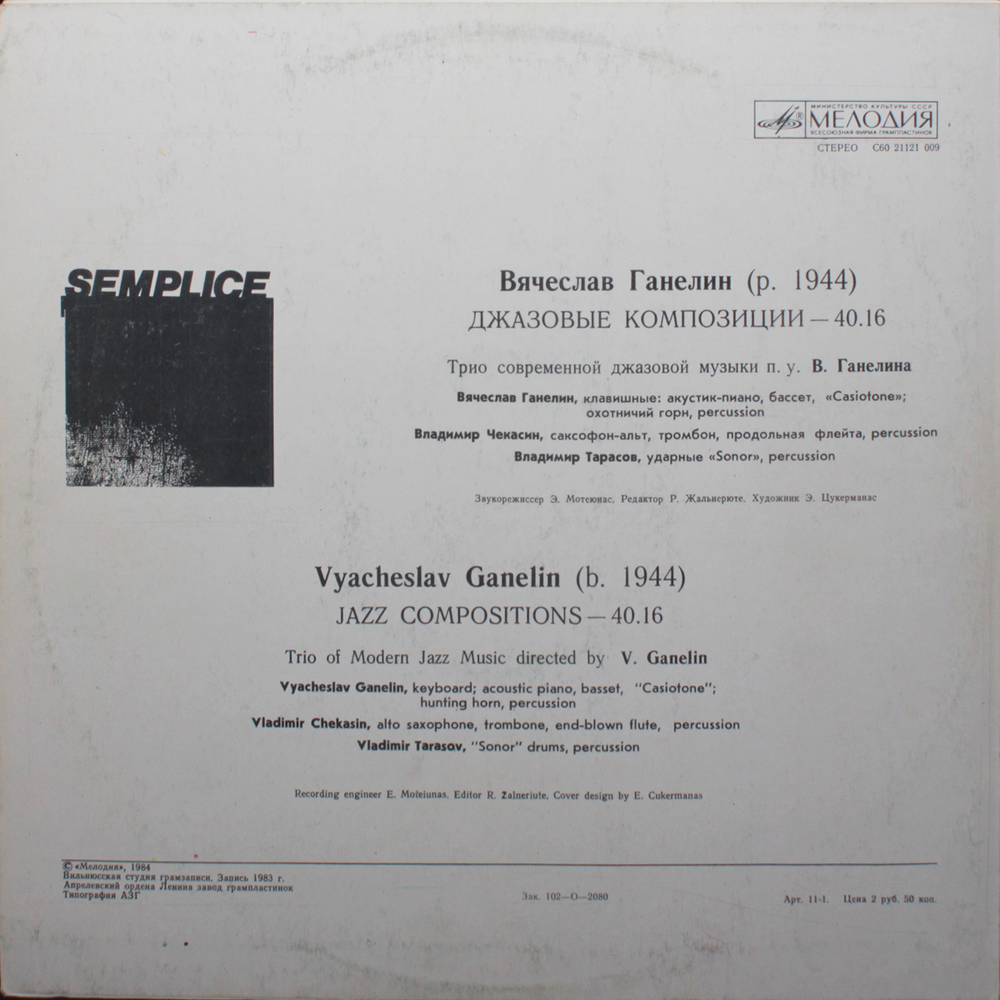 МИНИСТЕРСТВО КУЛЬТУРЫ СССР
МЕЛОДИЯ
ВСЕСОЮЗНАЯ ФИРМА ГРАМПЛАСТИНОК
СТЕРЕО С60 21121 009
SEMPLICE
Вячеслав Ганелин (р. 1944)
ДЖАЗОВЫЕ КОМПОЗИЦИИ — 40.16
Трио современной джазовой музыки п. у. В. Ганелина
Вячеслав Ганелин, клавишные: акустик-пиано, бассет, «Casiotone»;
охотничий горн, percussion
Владимир Чекасин, саксофон-альт, тромбон, продольная флейта, percussion
Владимир Тарасов, ударные «Sonor», percussion
Звукорежиссер Э. Мотеюнас. Редактор Р. Жальнерюте. Художник Э. Цукерманас
Vyacheslav Ganelin (b. 1944)
JAZZ COMPOSITIONS — 40.16
Trio of Modern Jazz Music directed by V. Ganelin
Vyacheslav Ganelin, keyboard; acoustic piano, basset, "Casiotone";
hunting horn, percussion
Vladimir Chekasin, alto saxophone, trombone, end-blown flute, percussion
Vladimir Tarasov, "Sonor" drums, percussion
Recording engineer E. Moteiunas. Editor R. Žalneriute. Cover design by E. Cukermanas
© «Мелодия», 1984
Вильнюсская студия грамзаписи. Запись 1983 г.
Апрелевский ордена Ленина завод грампластинок
Типография АЗГ
Зак. 102—О—2080
Арт. 11-1. Цена 2 руб. 50 коп.